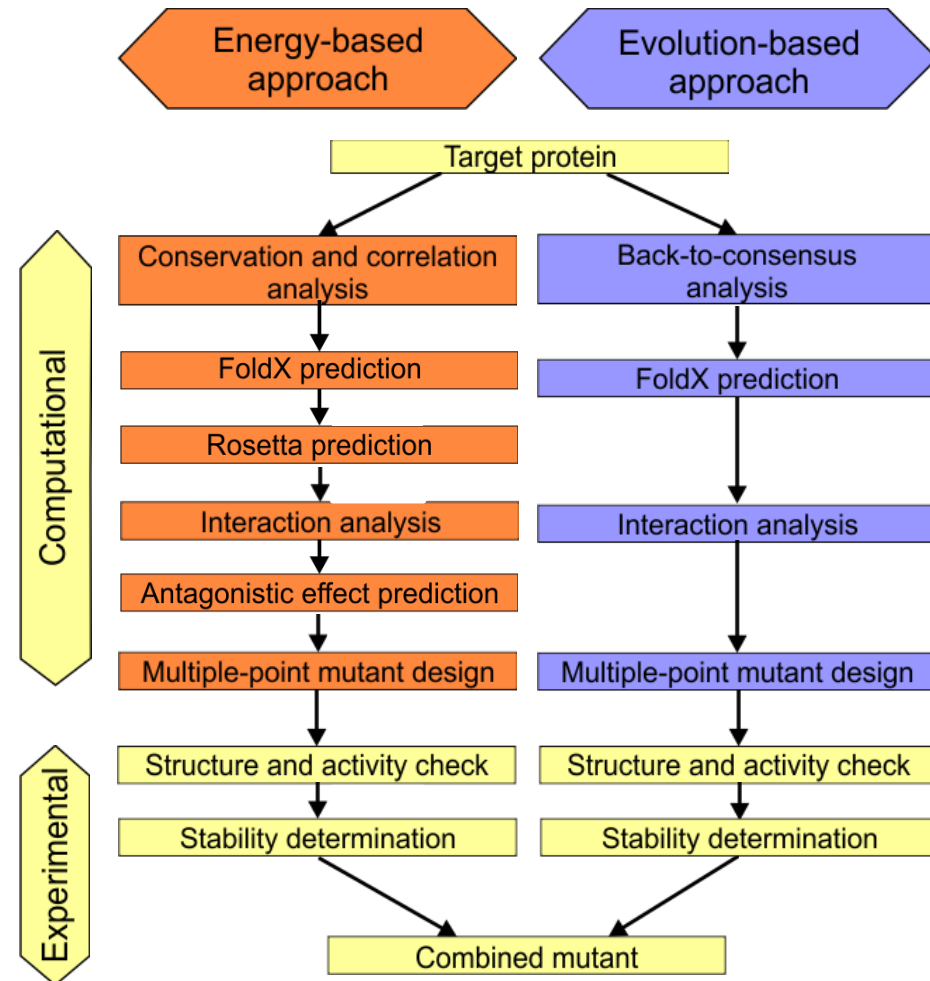 Energy-based
approach
Evolution-based
approach
Target protein
Computational
Conservation and correlation
analysis
Back-to-consensus
analysis
FoldX prediction
FoldX prediction
Rosetta prediction
Interaction analysis
Interaction analysis
Antagonistic effect prediction
Multiple-point mutant design
Multiple-point mutant design
Experimental
Structure and activity check
Structure and activity check
Stability determination
Stability determination
Combined mutant